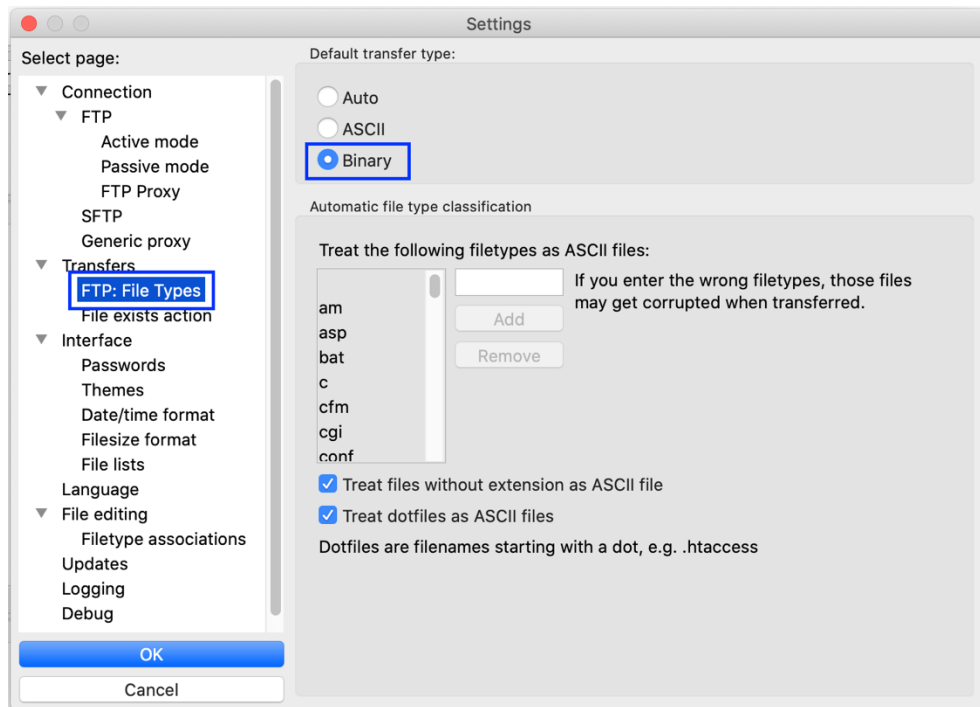 Settings
Select page:
Connection
FTP
Active mode
Passive mode
FTP Proxy
SFTP
Generic proxy
Transfers
FTP: File Types
File exists action
Interface
Passwords
Themes
Date/time format
Filesize format
File lists
Language
File editing
Filetype associations
Updates
Logging
Debug
OK
Cancel
Default transfer type:
Auto
ASCII
Binary
Automatic file type classification
Treat the following filetypes as ASCII files:
am
asp
bat
c
cfm
cgi
conf
Add
Remove
If you enter the wrong filetypes, those files
may get corrupted when transferred.
Treat files without extension as ASCII file
Treat dotfiles as ASCII files
Dotfiles are filenames starting with a dot, e.g. .htaccess